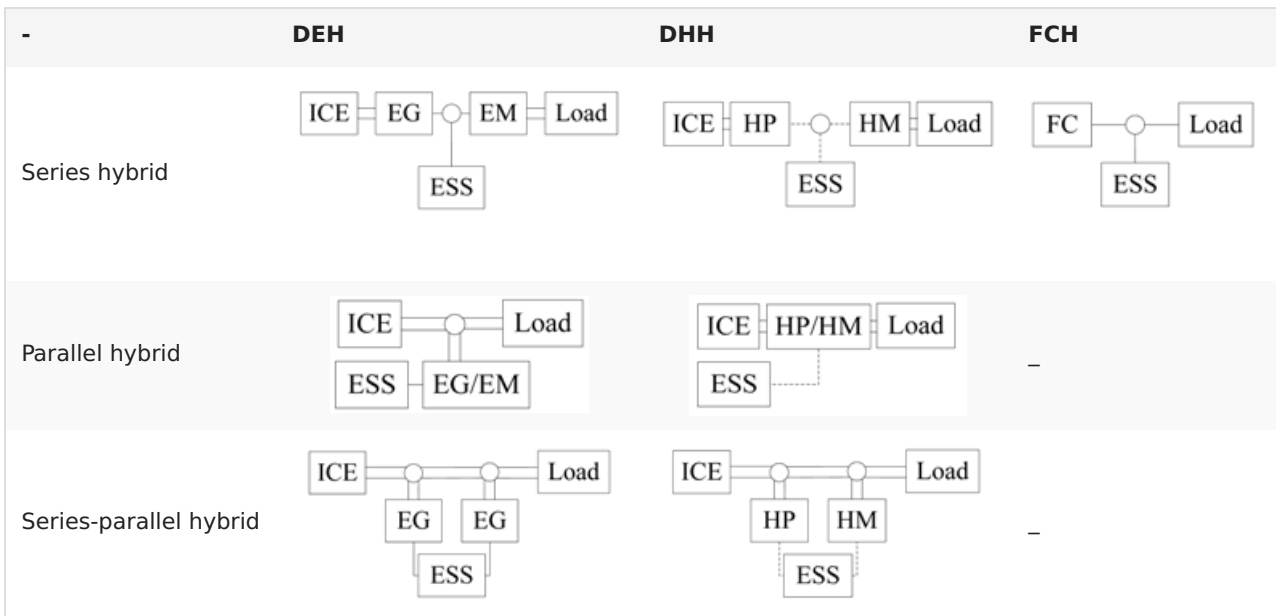 - DEH DHH FCH
Series hybrid
ICE EG EM Load
ESS
ICE HP HM Load
ESS
FC Load
ESS
Parallel hybrid
ICE Load
ESS EG/EM
ICE HP/HM Load
ESS
–
Series-parallel hybrid
ICE Load
EG EG
ESS
ICE Load
HP HM
ESS
–